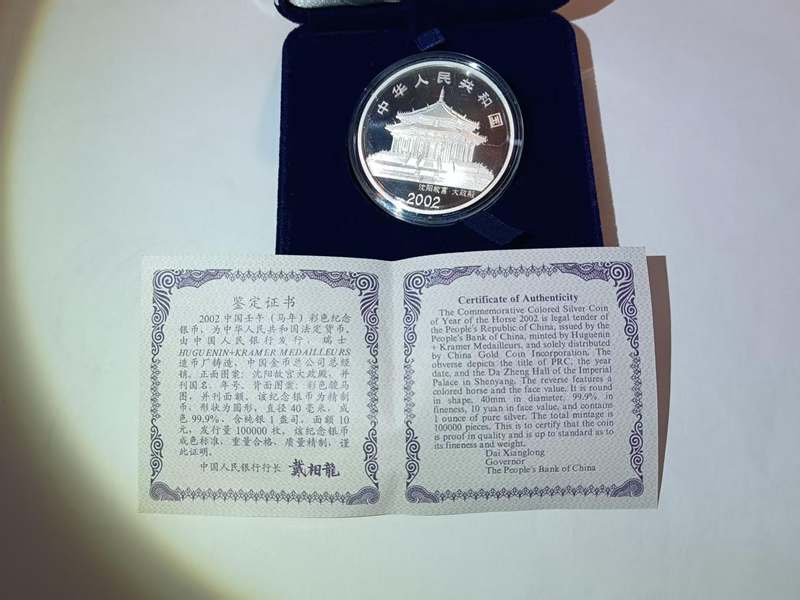 中华人民共和国
沈阳故宫 大政殿
2002
鉴定证书
2002 中国壬午（马年）彩色纪念
银币，为中华人民共和国法定货币。
由中国人民银行发行，瑞士
HUGUENIN+KRAMER MEDAILLEURS
造币厂铸造，中国金币总公司总经
销。正面图案：沈阳故宫大政殿，并
刊国名、年号。背面图案：彩色骏马
图，并刊面额。该纪念银币为精制
币，形状为圆形，直径 40 毫米，成
色 99.9%，含纯银 1 盎司，面额 10
元，发行量 100000 枚，该纪念银币
成色标准，重量合格，质量精制，谨
此证明。
中国人民银行行长 戴相龍
Certificate of Authenticity
The Commemorative Colored Silver Coin
of Year of the Horse 2002 is legal tender of
the People's Republic of China, issued by the
People's Bank of China, minted by Huguenin
+ Kramer Medailleurs, and solely distributed
by China Gold Coin Incorporation. The
obverse depicts the title of PRC; the year
date, and the Da Zheng Hall of the Imperial
Palace in Shenyang. The reverse features a
colored horse and the face value. It is round
in shape, 40mm in diameter, 99.9% in
fineness, 10 yuan in face value, and contains
1 ounce of pure silver. The total mintage is
100000 pieces. This is to certify that the coin
is proof in quality and is up to standard as to
its fineness and weight.
Dai Xianglong
Governor
The People's Bank of China